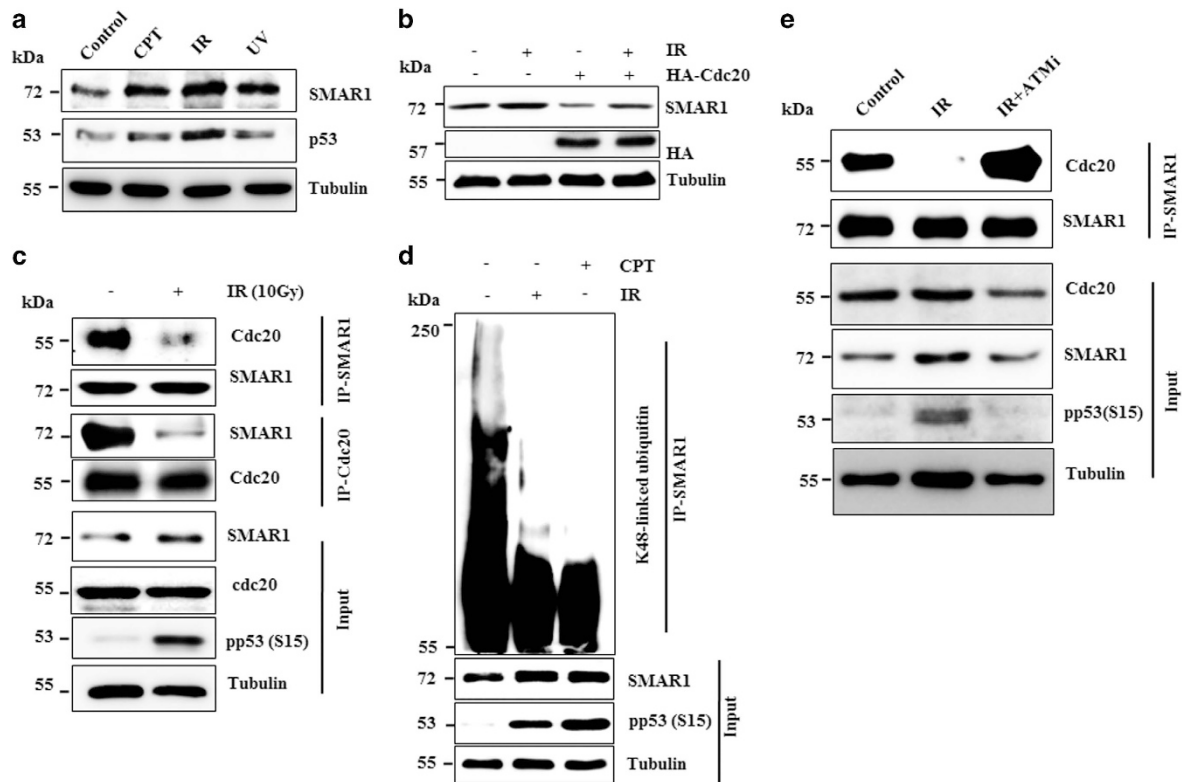 a
kDa
Control
CPT
IR
UV
72
SMAR1
53
p53
55
Tubulin
b
kDa
- + - + IR
- - + + HA-Cdc20
72
SMAR1
57
HA
55
Tubulin
c
kDa
- + IR (10Gy)
55
Cdc20
72
SMAR1
IP-SMAR1
72
SMAR1
55
Cdc20
IP-Cdc20
72
SMAR1
55
cdc20
53
pp53 (S15)
55
Tubulin
Input
d
kDa
- - + CPT
- + - IR
250
55
K48-linked ubiquitin
IP-SMAR1
72
SMAR1
53
pp53 (S15)
55
Tubulin
Input
e
kDa
Control
IR
IR+ATMi
55
Cdc20
72
SMAR1
IP-SMAR1
55
Cdc20
72
SMAR1
53
pp53(S15)
55
Tubulin
Input